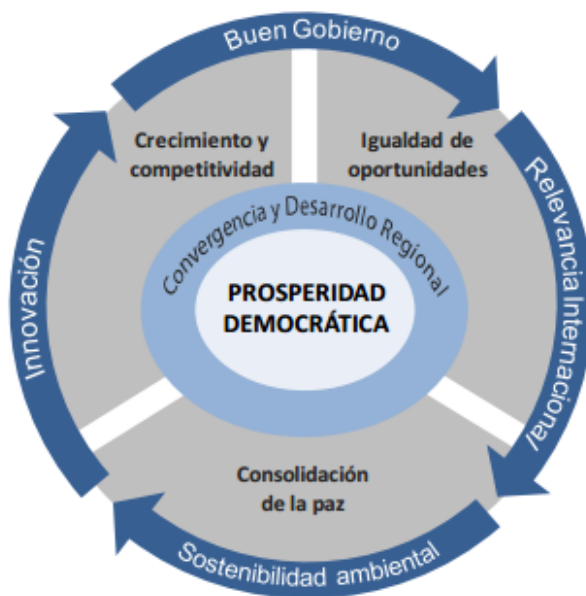 Buen Gobierno
Crecimiento y
competitividad
Igualdad de
oportunidades
Relevancia Internacional
Innovación
Convergencia y Desarrollo Regional
PROSPERIDAD
DEMOCRÁTICA
Consolidación
de la paz
Sostenibilidad ambiental